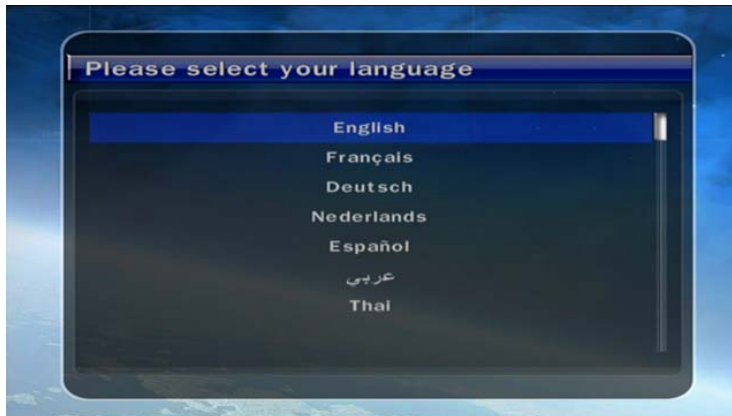 Please select your language
English
Français
Deutsch
Nederlands
Español
عربي
Thai